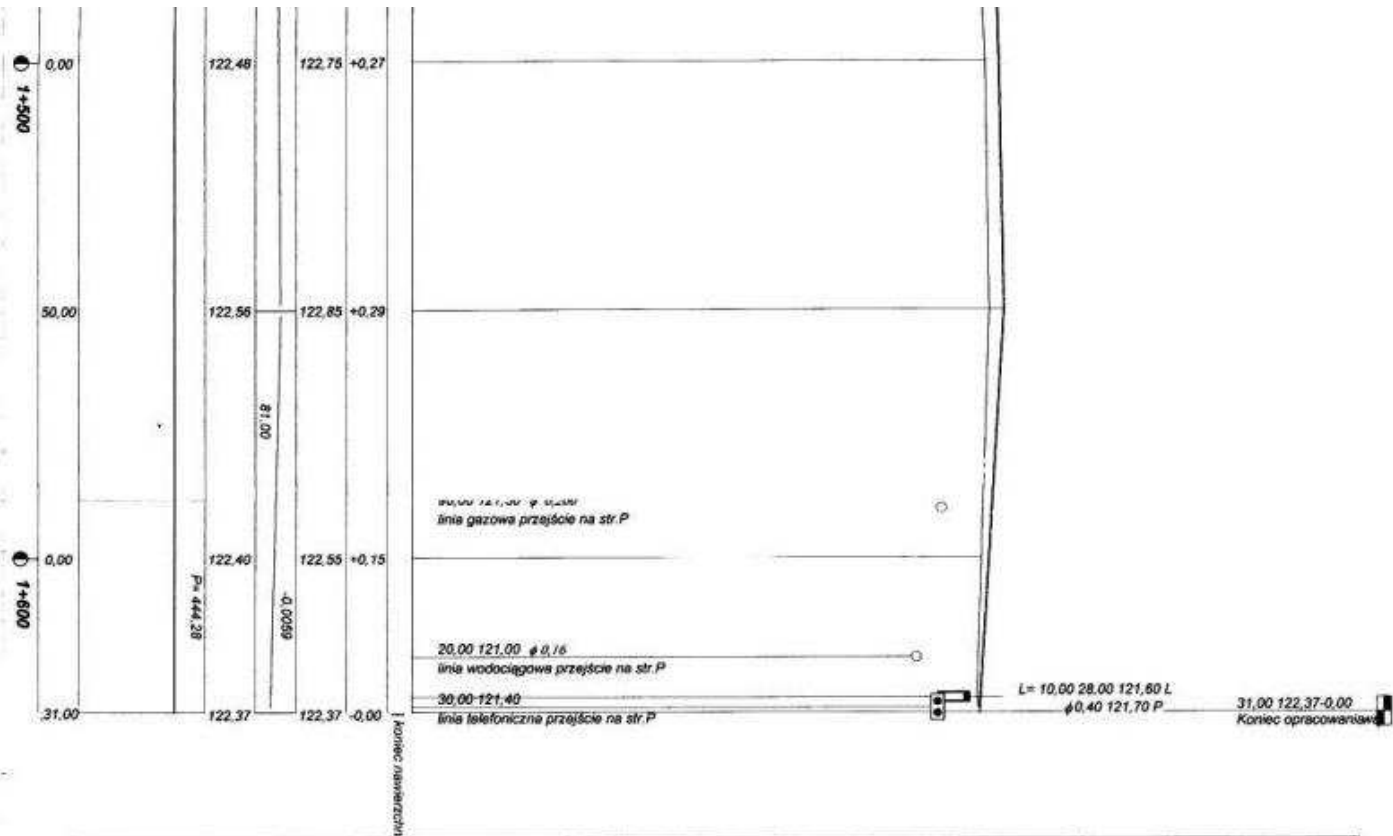 0,00 122,48 122,75 +0,27
1+500
50,00 122,56 122,85 +0,29
81.00
linia gazowa przejście na str.P
0,00 122,40 122,55 +0,15
1+600
P= 444.28
-0,0059
20,00 121,00 ϕ 0,16
linia wodociągowa przejście na str.P
30,00 121,40
linia telefoniczna przejście na str.P
L= 10,00 28,00 121,60 L
ϕ0,40 121,70 P
31,00 122,37-0,00
Koniec opracowania
31.00 122,37 122,37 -0,00
koniec nawierzchn